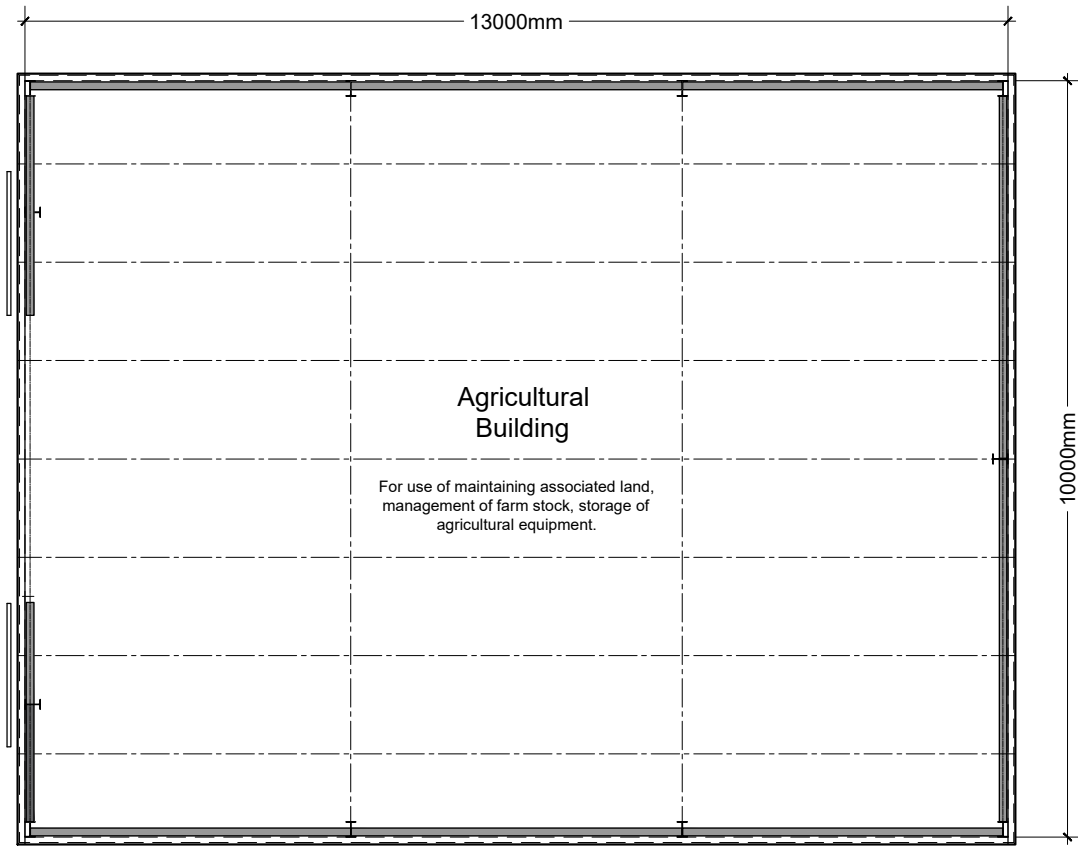 13000mm
Agricultural
Building
For use of maintaining associated land,
management of farm stock, storage of
agricultural equipment.
10000mm